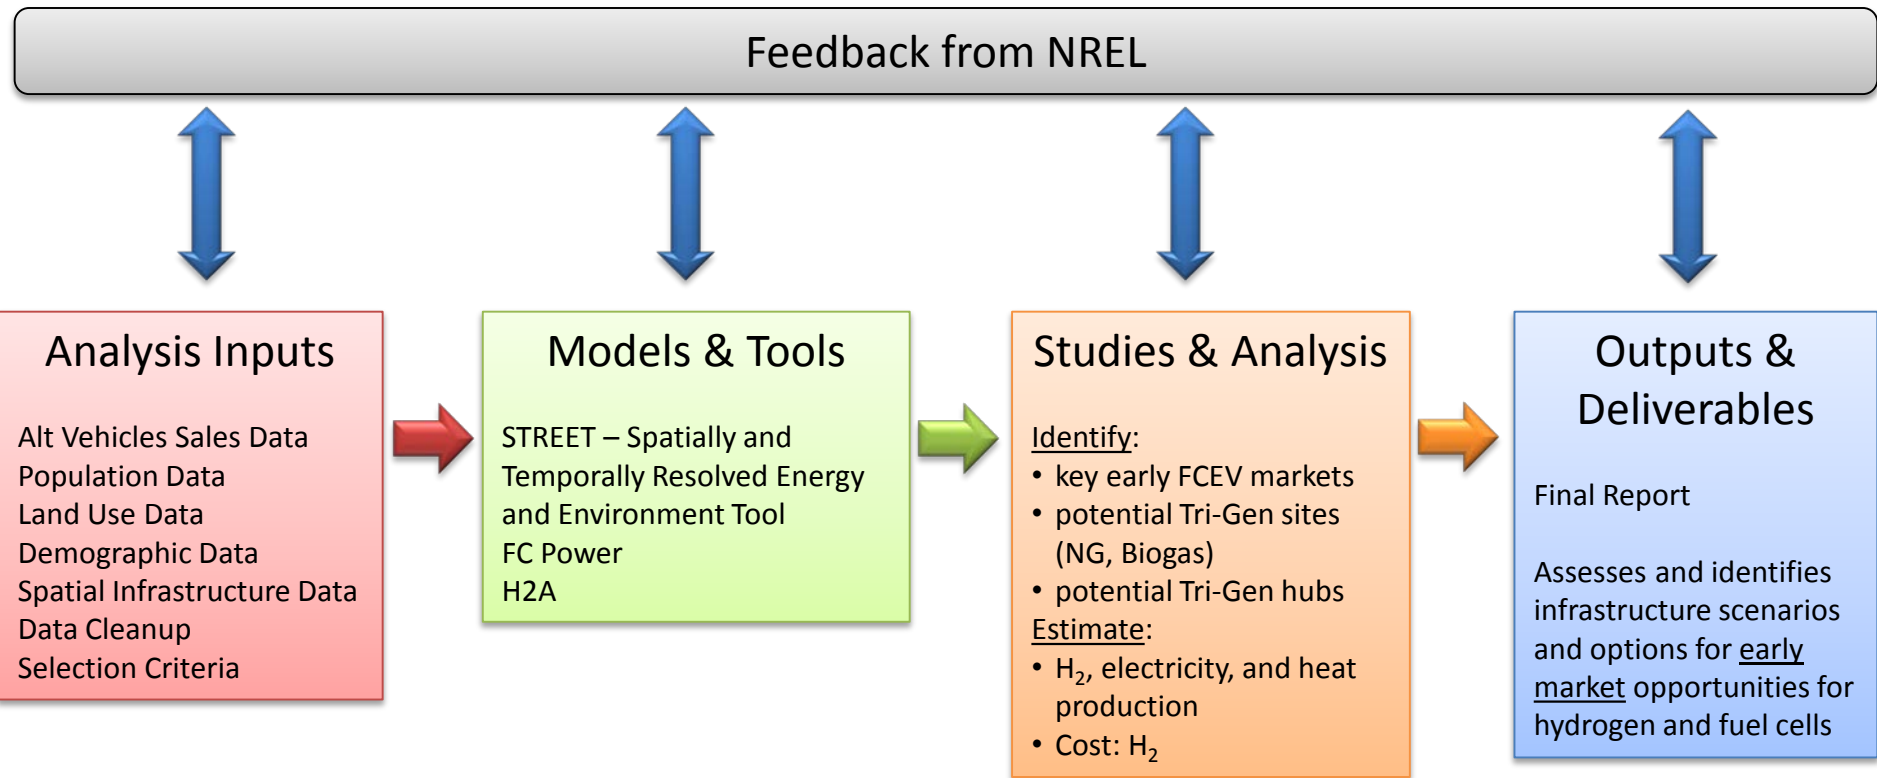 Feedback from NREL
Analysis Inputs
Alt Vehicles Sales Data
Population Data
Land Use Data
Demographic Data
Spatial Infrastructure Data
Data Cleanup
Selection Criteria
Models & Tools
STREET – Spatially and
Temporally Resolved Energy
and Environment Tool
FC Power
H2A
Studies & Analysis
Identify:
• key early FCEV markets
• potential Tri-Gen sites
(NG, Biogas)
• potential Tri-Gen hubs
Estimate:
• H₂, electricity, and heat
production
• Cost: H₂
Outputs &
Deliverables
Final Report
Assesses and identifies
infrastructure scenarios
and options for early
market opportunities for
hydrogen and fuel cells